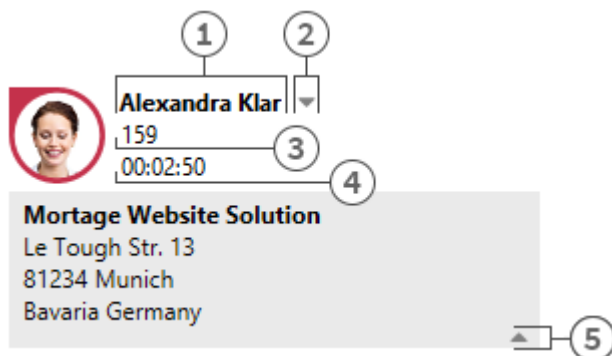 1 2
Alexandra Klar
159
3
00:02:50
4
Mortage Website Solution
Le Tough Str. 13
81234 Munich
Bavaria Germany
5